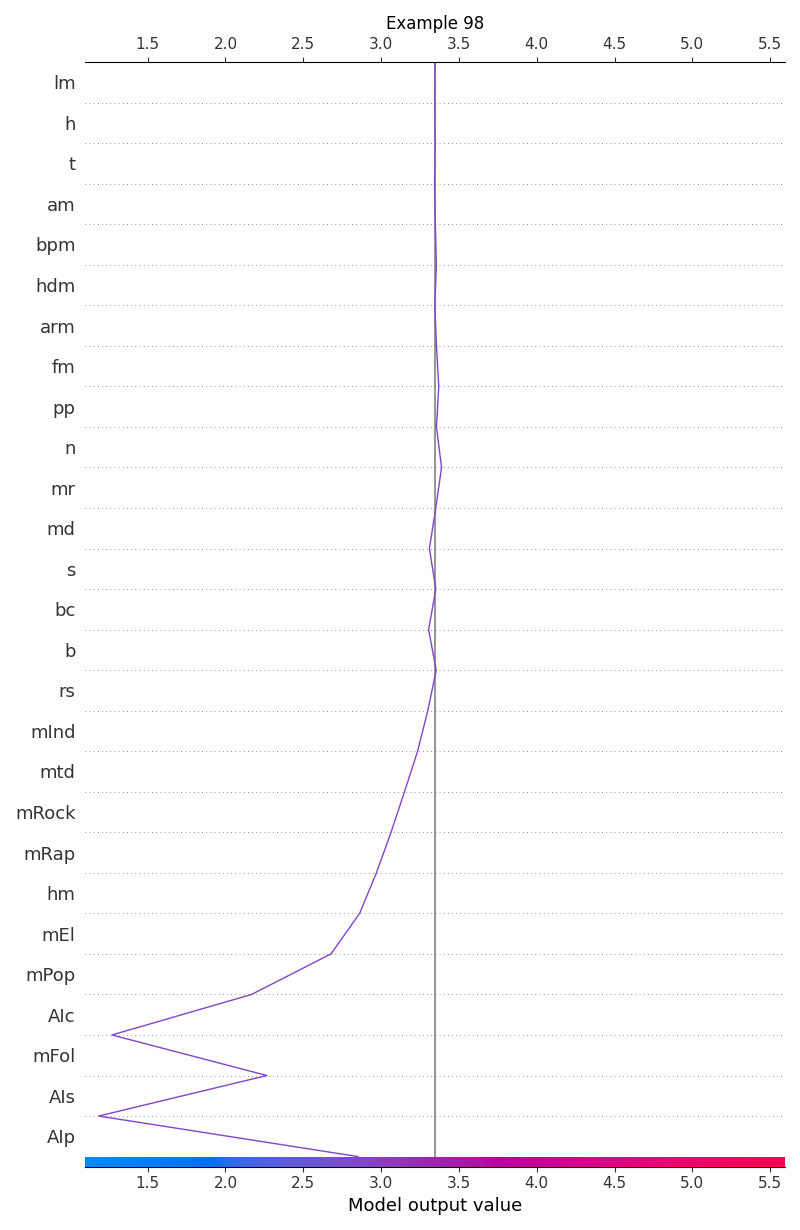 Example 98
1.5 2.0 2.5 3.0 3.5 4.0 4.5 5.0 5.5
lm
h
t
am
bpm
hdm
arm
fm
pp
n
mr
md
s
bc
b
rs
mInd
mtd
mRock
mRap
hm
mEl
mPop
AIc
mFol
AIs
AIp
1.5 2.0 2.5 3.0 3.5 4.0 4.5 5.0 5.5
Model output value